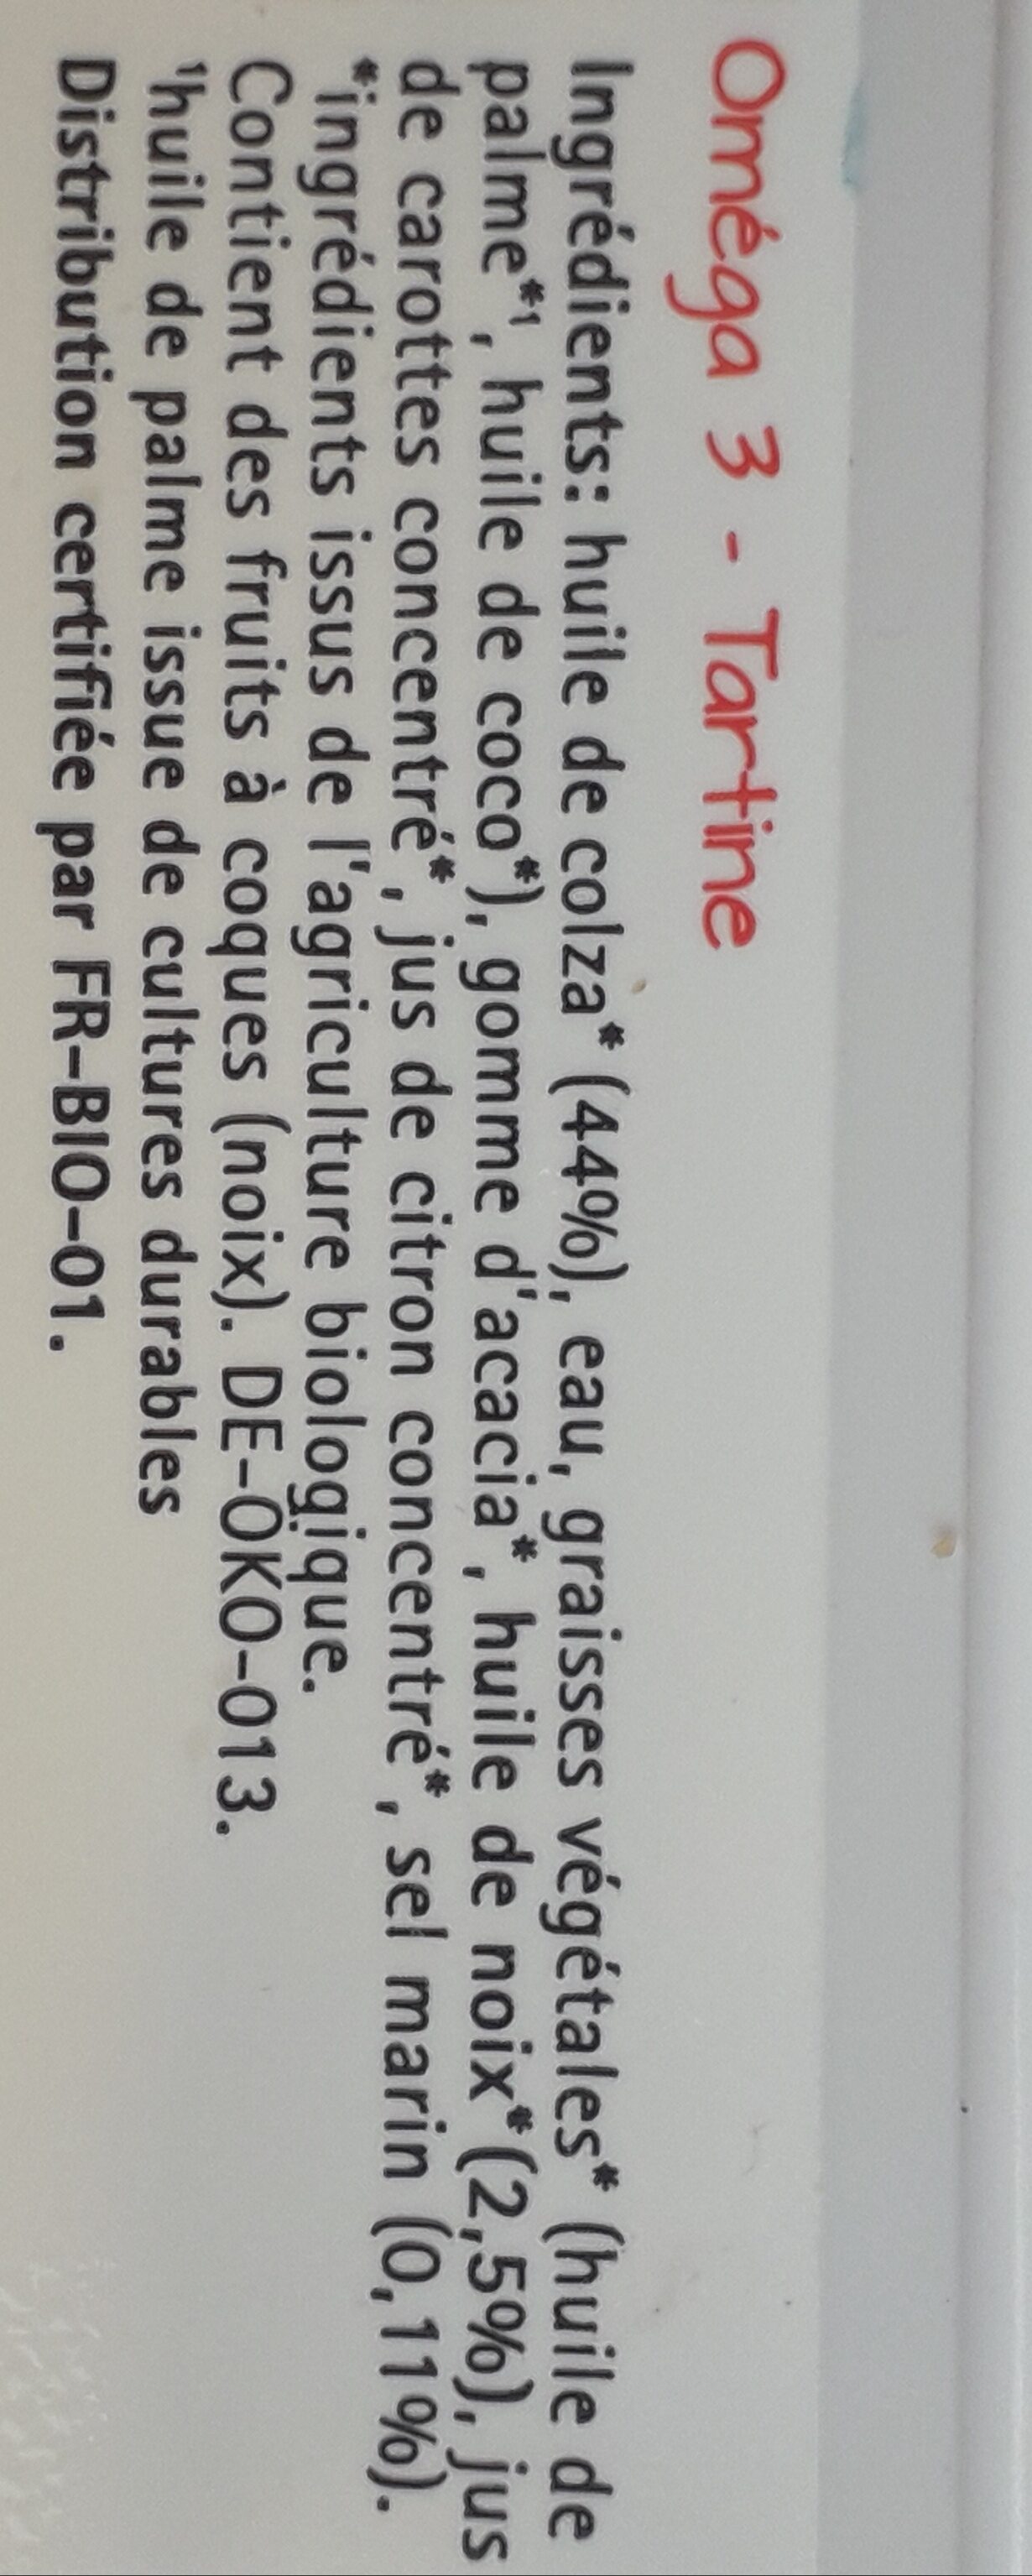 Oméga 3 - Tartine
Ingrédients: huile de colza* (44%), eau, graisses végétales* (huile de
palme*¹, huile de coco*), gomme d'acacia*, huile de noix*(2,5%), jus
de carottes concentré*, jus de citron concentré*, sel marin (0,11%).
*ingrédients issus de l'agriculture biologique.
Contient des fruits à coques (noix). DE-ÖKO-013.
¹huile de palme issue de cultures durables
Distribution certifiée par FR-BIO-01.